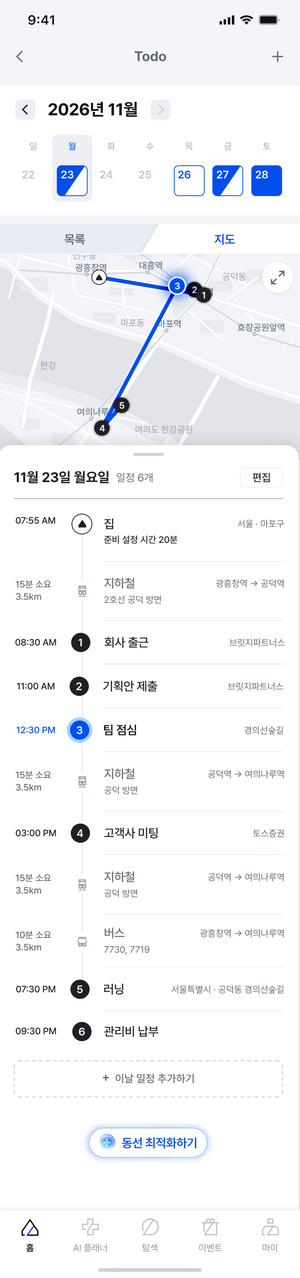 9:41
Todo
2026년 11월
일 월 화 수 목 금 토
22 23 24 25 26 27 28
목록 지도
광흥창역
대흥역
공덕동
3
2
1
마포동
마포역
효창공원앞역
한강
여의나루
5
4
여의도 한강공원
11월 23일 월요일 일정 6개 편집
07:55 AM 집 서울 · 마포구
준비 설정 시간 20분
15분 소요 지하철 광흥창역 → 공덕역
3.5km 2호선 공덕 방면
08:30 AM 1 회사 출근 브릿지파트너스
11:00 AM 2 기획안 제출 브릿지파트너스
12:30 PM 3 팀 점심 경의선숲길
15분 소요 지하철 공덕역 → 여의나루역
3.5km 공덕 방면
03:00 PM 4 고객사 미팅 토스증권
15분 소요 지하철 공덕역 → 여의나루역
3.5km 공덕 방면
10분 소요 버스 광흥창역 → 여의나루역
3.5km 7730, 7719
07:30 PM 5 러닝 서울특별시 · 공덕동 경의선숲길
09:30 PM 6 관리비 납부
+ 이날 일정 추가하기
동선 최적화하기
홈 AI 플래너 탐색 이벤트 마이